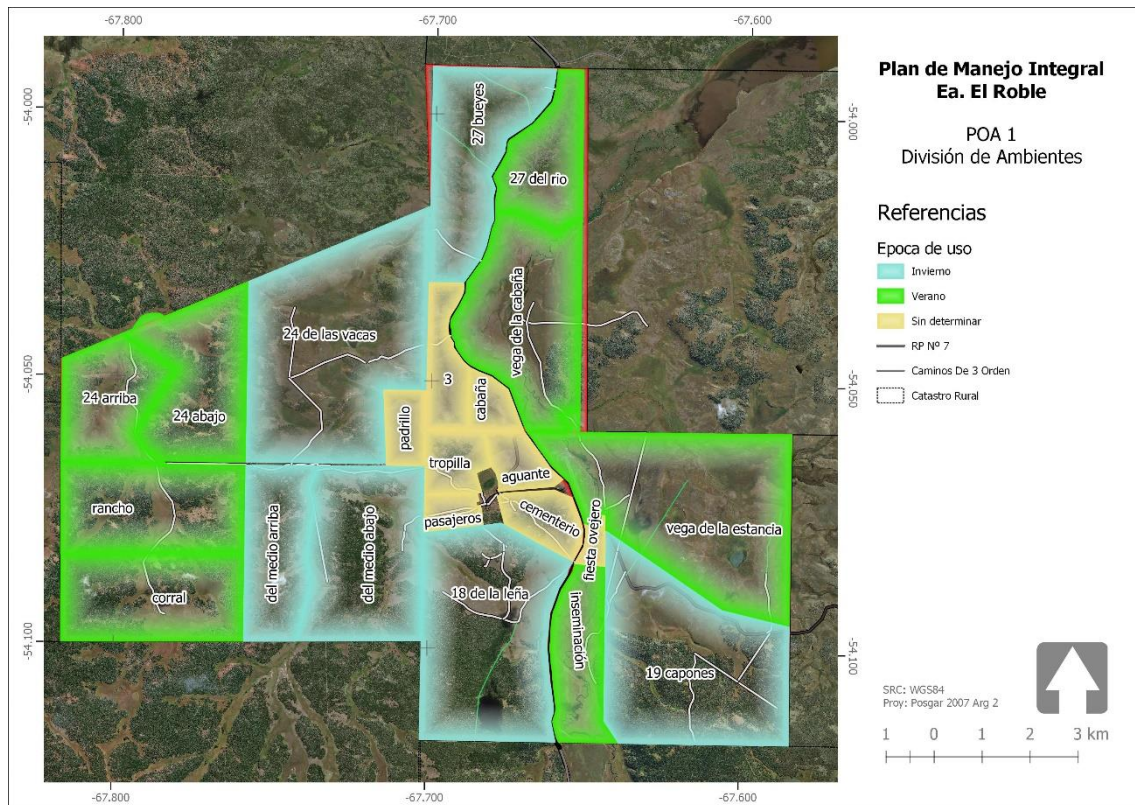 -67.800
-67.700
-67.600
-54.000
-54.050
-54.100
27 bueyes
27 del rio
vega de la cabaña
24 de las vacas
24 arriba
24 abajo
3
cabaña
padrillo
tropilla
aguante
rancho
pasajeros
cementerio
fiesta ovejero
vega de la estancia
del medio arriba
del medio abajo
corral
18 de la leña
inseminación
19 capones
-54.000
-54.050
-54.100
-67.800
-67.700
-67.600
Plan de Manejo Integral
Ea. El Roble
POA 1
División de Ambientes
Referencias
Epoca de uso
Invierno
Verano
Sin determinar
RP Nº 7
Caminos De 3 Orden
Catastro Rural
SRC: WGS84
Proy: Posgar 2007 Arg 2
1 0 1 2 3 km